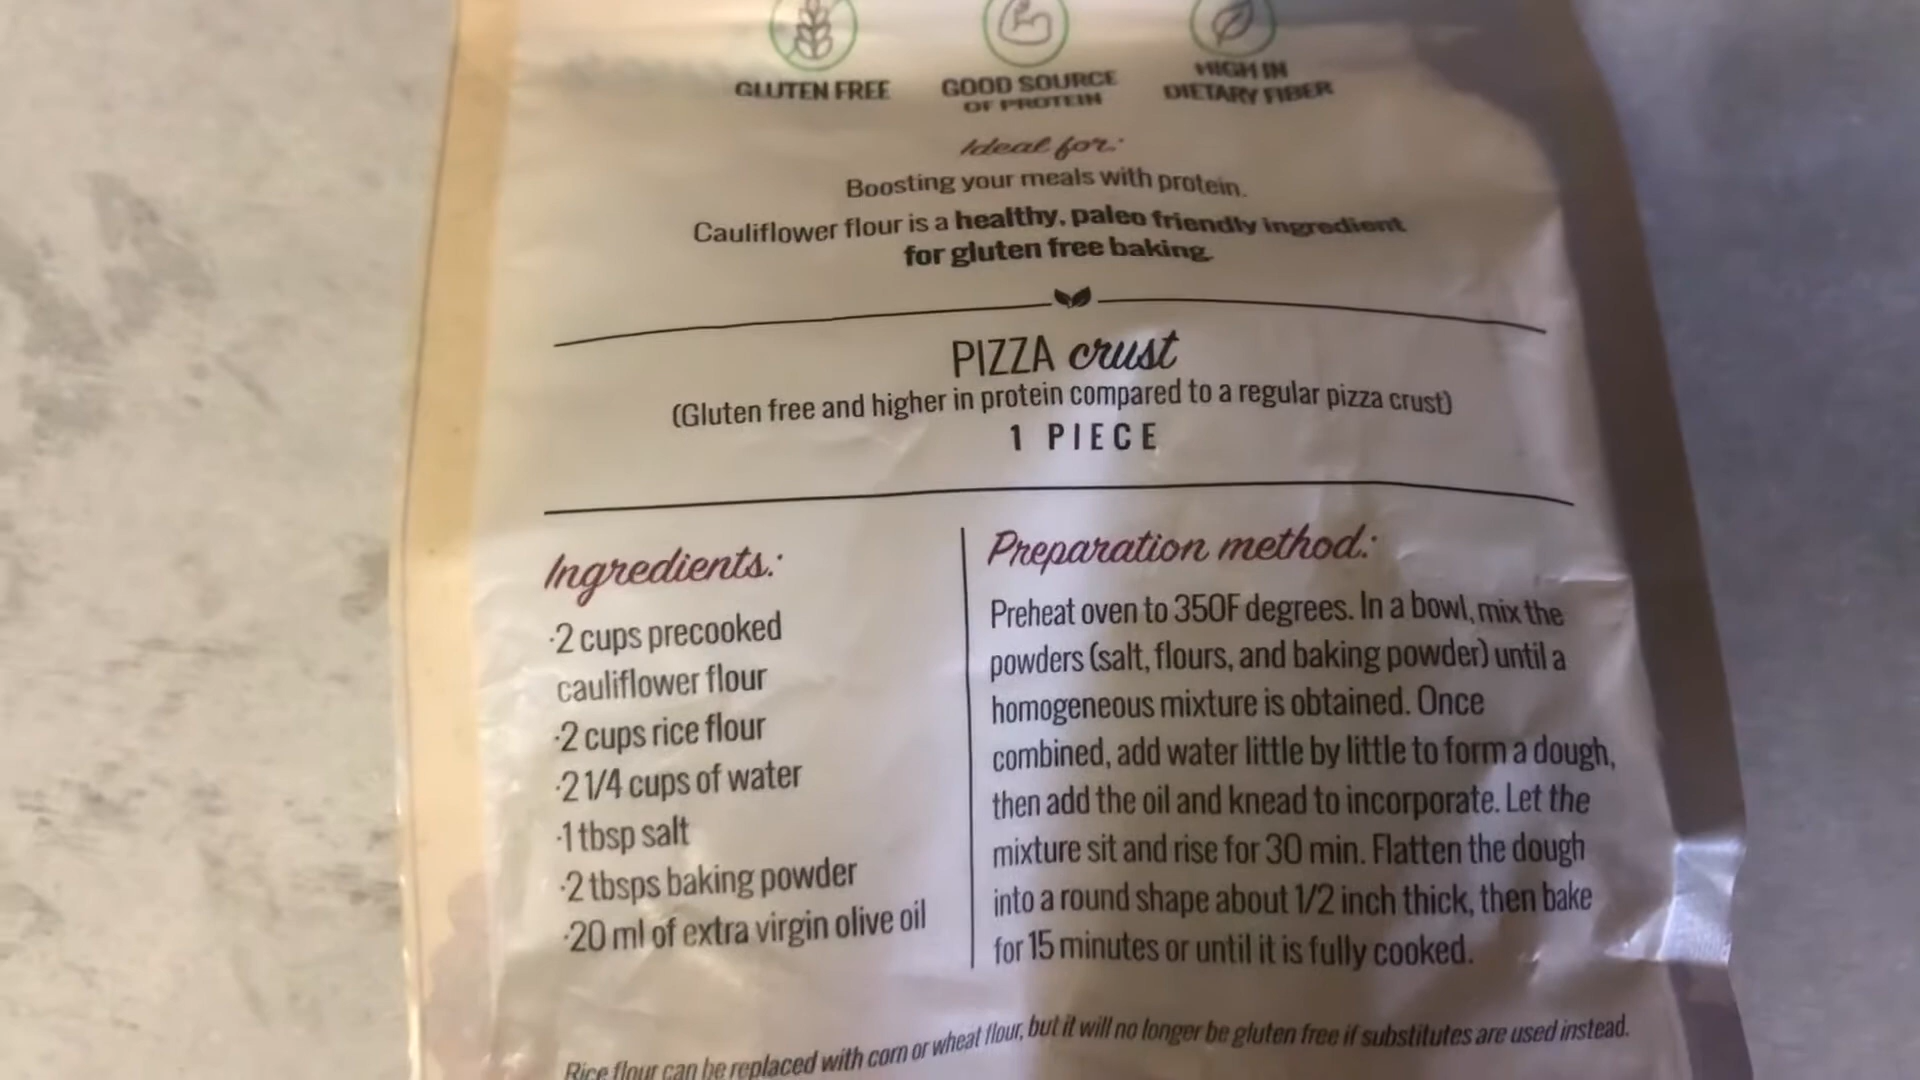 GLUTEN FREE
GOOD SOURCE
OF PROTEIN
HIGH IN
DIETARY FIBER
Ideal for:
Boosting your meals with protein.
Cauliflower flour is a healthy, paleo friendly ingredient
for gluten free baking.
PIZZA crust
(Gluten free and higher in protein compared to a regular pizza crust)
1 PIECE
Ingredients:
·2 cups precooked
cauliflower flour
·2 cups rice flour
·2 1/4 cups of water
·1 tbsp salt
·2 tbsps baking powder
·20 ml of extra virgin olive oil
Preparation method:
Preheat oven to 350F degrees. In a bowl, mix the
powders (salt, flours, and baking powder) until a
homogeneous mixture is obtained. Once
combined, add water little by little to form a dough,
then add the oil and knead to incorporate. Let the
mixture sit and rise for 30 min. Flatten the dough
into a round shape about 1/2 inch thick, then bake
for 15 minutes or until it is fully cooked.
Rice flour can be replaced with corn or wheat flour, but it will no longer be gluten free if substitutes are used instead.